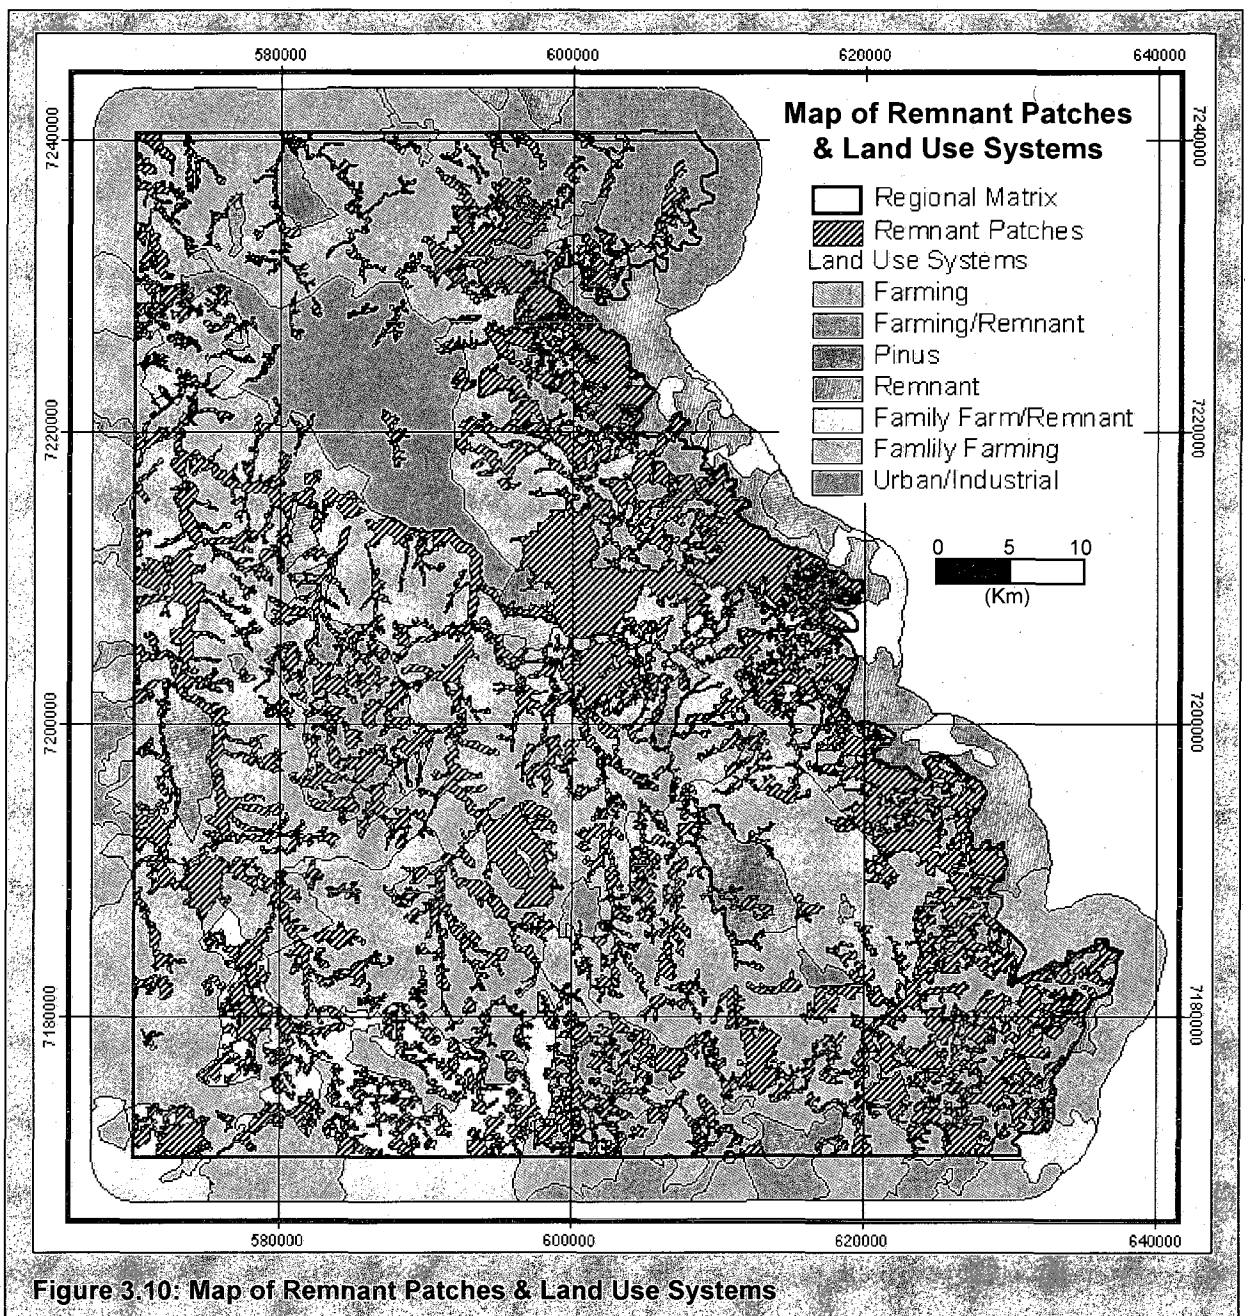 580000 600000 620000 640000
Map of Remnant Patches
& Land Use Systems
Regional Matrix
Remnant Patches
Land Use Systems
Farming
Farming/Remnant
Pinus
Remnant
Family Farm/Remnant
Famlily Farming
Urban/Industrial
0 5 10
(Km)
7240000
7220000
7200000
7180000
7240000
7220000
7200000
7180000
580000 600000 620000 640000
Figure 3.10: Map of Remnant Patches & Land Use Systems